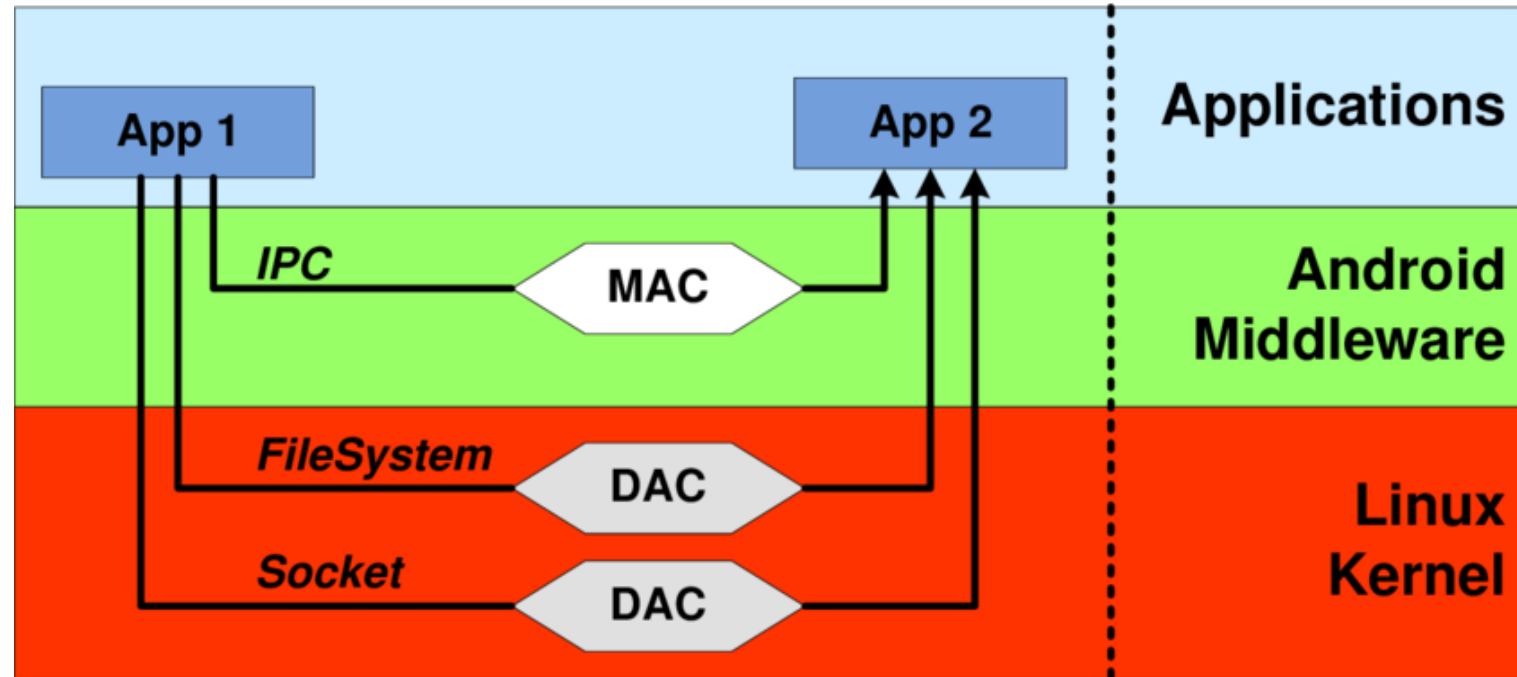 App 1
App 2
Applications
IPC
MAC
Android
Middleware
FileSystem
DAC
Linux
Kernel
Socket
DAC